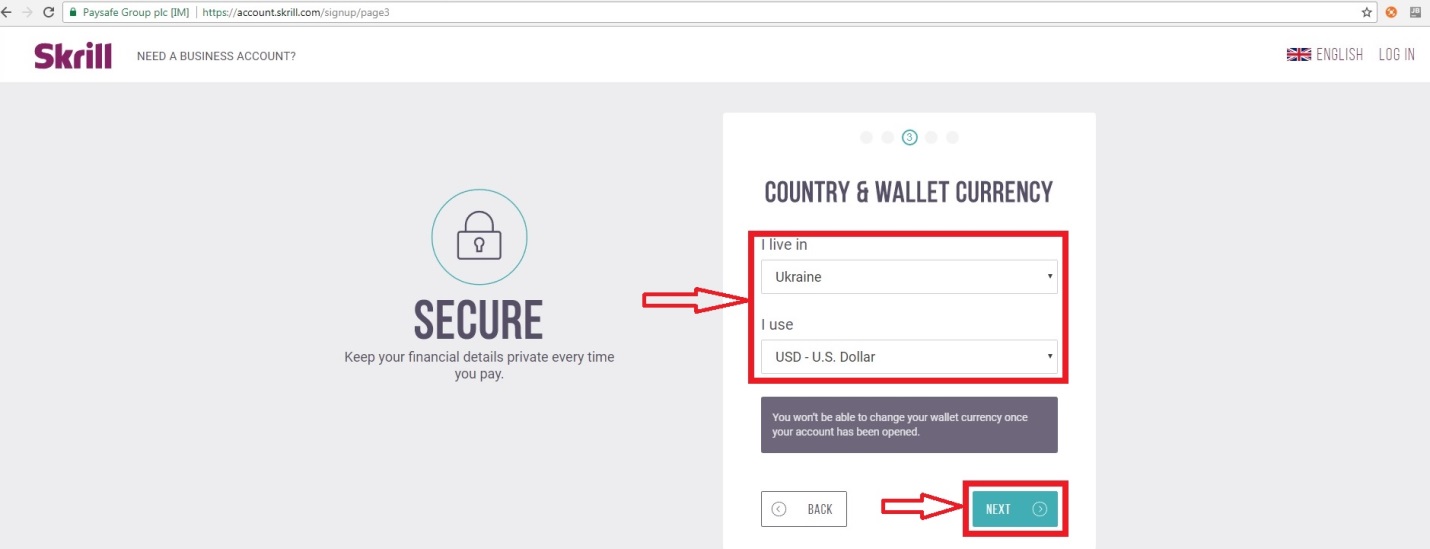 Paysafe Group plc [IM] | https://account.skrill.com/signup/page3
Skrill
NEED A BUSINESS ACCOUNT?
ENGLISH
LOG IN
SECURE
Keep your financial details private every time
you pay.
3
COUNTRY & WALLET CURRENCY
I live in
Ukraine
I use
USD - U.S. Dollar
You won't be able to change your wallet currency once
your account has been opened.
BACK
NEXT